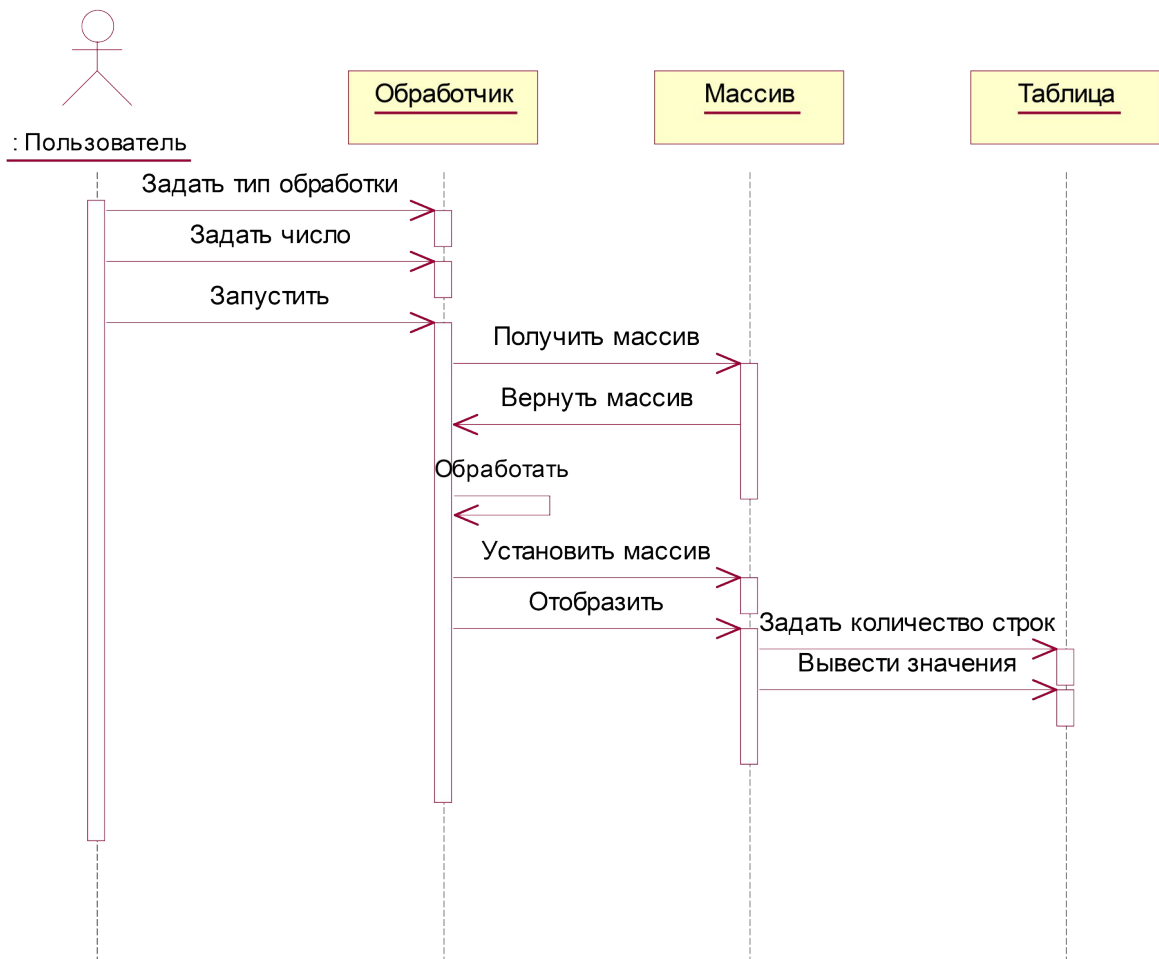 : Пользователь
Обработчик
Массив
Таблица
Задать тип обработки
Задать число
Запустить
Получить массив
Вернуть массив
Обработать
Установить массив
Отобразить
Задать количество строк
Вывести значения